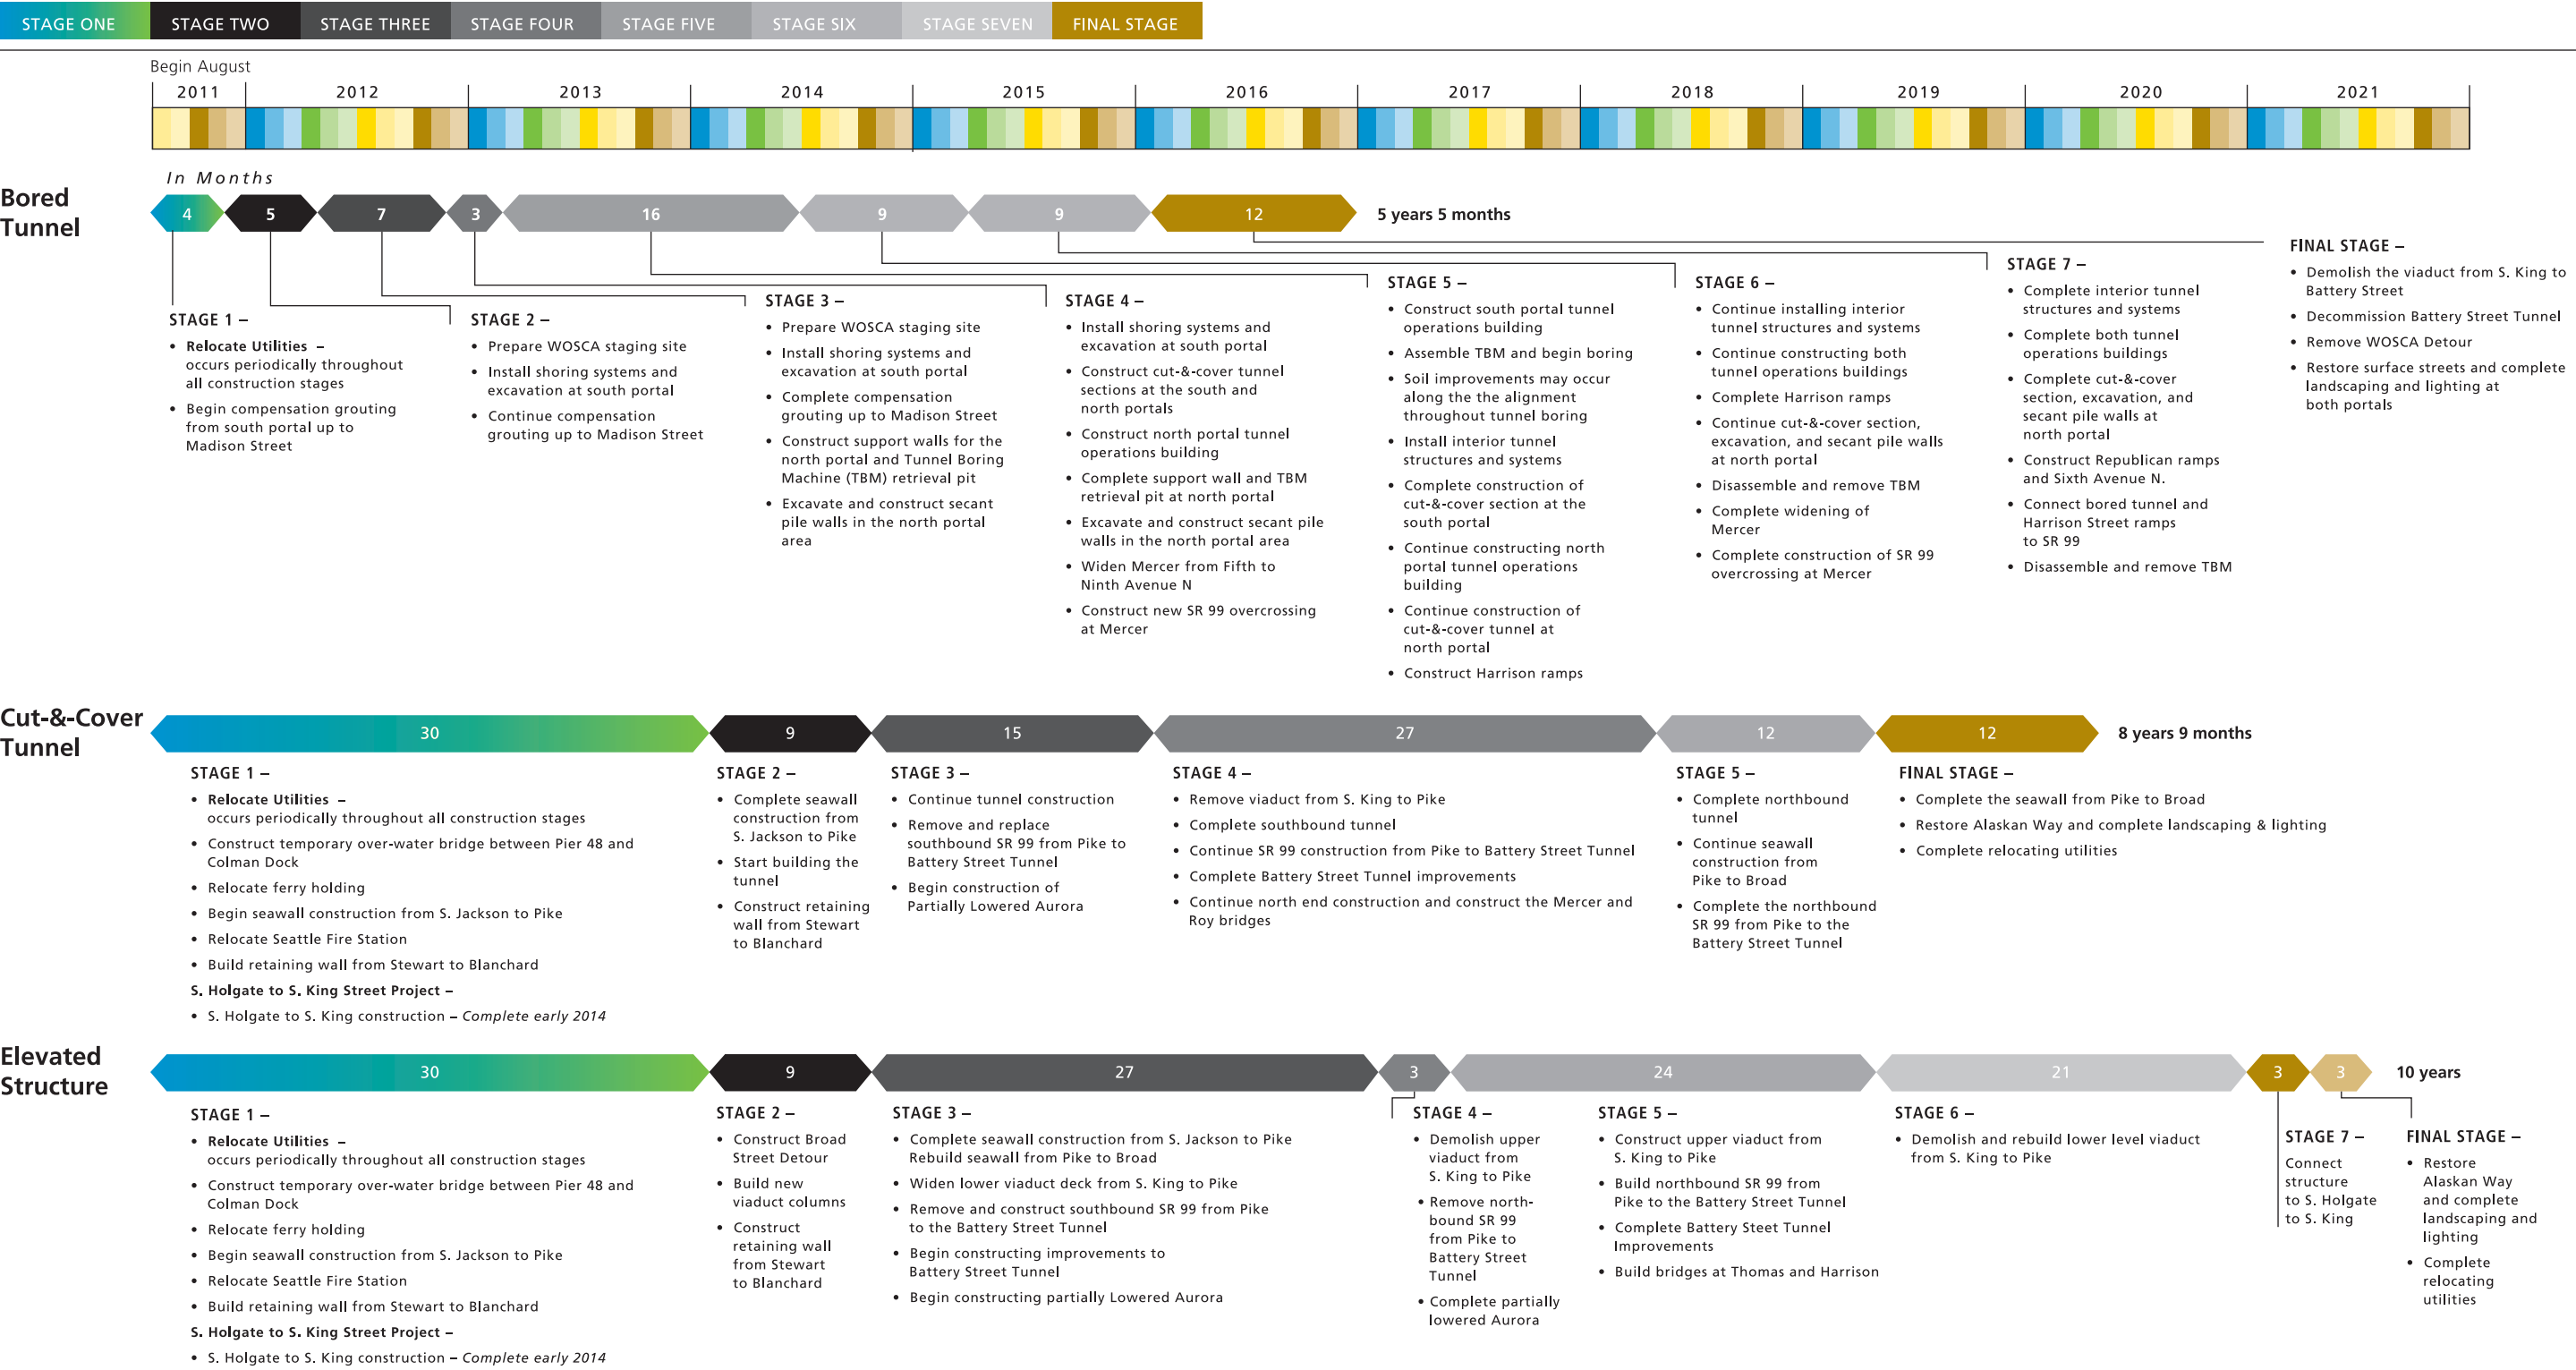 STAGE ONE STAGE TWO STAGE THREE STAGE FOUR STAGE FIVE STAGE SIX STAGE SEVEN FINAL STAGE
Begin August
2011 2012 2013 2014 2015 2016 2017 2018 2019 2020 2021
In Months
Bored
Tunnel
4 5 7 3 16 9 9 12 5 years 5 months
STAGE 1 –
• Relocate Utilities –
occurs periodically throughout
all construction stages
• Begin compensation grouting
from south portal up to
Madison Street
STAGE 2 –
• Prepare WOSCA staging site
• Install shoring systems and
excavation at south portal
• Continue compensation
grouting up to Madison Street
STAGE 3 –
• Prepare WOSCA staging site
• Install shoring systems and
excavation at south portal
• Complete compensation
grouting up to Madison Street
• Construct support walls for the
north portal and Tunnel Boring
Machine (TBM) retrieval pit
• Excavate and construct secant
pile walls in the north portal
area
STAGE 4 –
• Install shoring systems and
excavation at south portal
• Construct cut-&-cover tunnel
sections at the south and
north portals
• Construct north portal tunnel
operations building
• Complete support wall and TBM
retrieval pit at north portal
• Excavate and construct secant pile
walls in the north portal area
• Widen Mercer from Fifth to
Ninth Avenue N
• Construct new SR 99 overcrossing
at Mercer
STAGE 5 –
• Construct south portal tunnel
operations building
• Assemble TBM and begin boring
• Soil improvements may occur
along the the alignment
throughout tunnel boring
• Install interior tunnel
structures and systems
• Complete construction of
cut-&-cover section at the
south portal
• Continue constructing north
portal tunnel operations
building
• Continue construction of
cut-&-cover tunnel at
north portal
• Construct Harrison ramps
STAGE 6 –
• Continue installing interior
tunnel structures and systems
• Continue constructing both
tunnel operations buildings
• Complete Harrison ramps
• Continue cut-&-cover section,
excavation, and secant pile walls
at north portal
• Disassemble and remove TBM
• Complete widening of
Mercer
• Complete construction of SR 99
overcrossing at Mercer
STAGE 7 –
• Complete interior tunnel
structures and systems
• Complete both tunnel
operations buildings
• Complete cut-&-cover
section, excavation, and
secant pile walls at
north portal
• Construct Republican ramps
and Sixth Avenue N.
• Connect bored tunnel and
Harrison Street ramps
to SR 99
• Disassemble and remove TBM
FINAL STAGE –
• Demolish the viaduct from S. King to
Battery Street
• Decommission Battery Street Tunnel
• Remove WOSCA Detour
• Restore surface streets and complete
landscaping and lighting at
both portals
Cut-&-Cover
Tunnel
30 9 15 27 12 12 8 years 9 months
STAGE 1 –
• Relocate Utilities –
occurs periodically throughout all construction stages
• Construct temporary over-water bridge between Pier 48 and
Colman Dock
• Relocate ferry holding
• Begin seawall construction from S. Jackson to Pike
• Relocate Seattle Fire Station
• Build retaining wall from Stewart to Blanchard
S. Holgate to S. King Street Project –
• S. Holgate to S. King construction – Complete early 2014
STAGE 2 –
• Complete seawall
construction from
S. Jackson to Pike
• Start building the
tunnel
• Construct retaining
wall from Stewart
to Blanchard
STAGE 3 –
• Continue tunnel construction
• Remove and replace
southbound SR 99 from Pike to
Battery Street Tunnel
• Begin construction of
Partially Lowered Aurora
STAGE 4 –
• Remove viaduct from S. King to Pike
• Complete southbound tunnel
• Continue SR 99 construction from Pike to Battery Street Tunnel
• Complete Battery Street Tunnel improvements
• Continue north end construction and construct the Mercer and
Roy bridges
STAGE 5 –
• Complete northbound
tunnel
• Continue seawall
construction from
Pike to Broad
• Complete the northbound
SR 99 from Pike to the
Battery Street Tunnel
FINAL STAGE –
• Complete the seawall from Pike to Broad
• Restore Alaskan Way and complete landscaping & lighting
• Complete relocating utilities
Elevated
Structure
30 9 27 3 24 21 3 3 10 years
STAGE 1 –
• Relocate Utilities –
occurs periodically throughout all construction stages
• Construct temporary over-water bridge between Pier 48 and
Colman Dock
• Relocate ferry holding
• Begin seawall construction from S. Jackson to Pike
• Relocate Seattle Fire Station
• Build retaining wall from Stewart to Blanchard
S. Holgate to S. King Street Project –
• S. Holgate to S. King construction – Complete early 2014
STAGE 2 –
• Construct Broad
Street Detour
• Build new
viaduct columns
• Construct
retaining wall
from Stewart
to Blanchard
STAGE 3 –
• Complete seawall construction from S. Jackson to Pike
Rebuild seawall from Pike to Broad
• Widen lower viaduct deck from S. King to Pike
• Remove and construct southbound SR 99 from Pike
to the Battery Street Tunnel
• Begin constructing improvements to
Battery Street Tunnel
• Begin constructing partially Lowered Aurora
STAGE 4 –
• Demolish upper
viaduct from
S. King to Pike
• Remove north-
bound SR 99
from Pike to
Battery Street
Tunnel
• Complete partially
lowered Aurora
STAGE 5 –
• Construct upper viaduct from
S. King to Pike
• Build northbound SR 99 from
Pike to the Battery Street Tunnel
• Complete Battery Steet Tunnel
Improvements
• Build bridges at Thomas and Harrison
STAGE 6 –
• Demolish and rebuild lower level viaduct
from S. King to Pike
STAGE 7 –
Connect
structure
to S. Holgate
to S. King
FINAL STAGE –
• Restore
Alaskan Way
and complete
landscaping and
lighting
• Complete
relocating
utilities